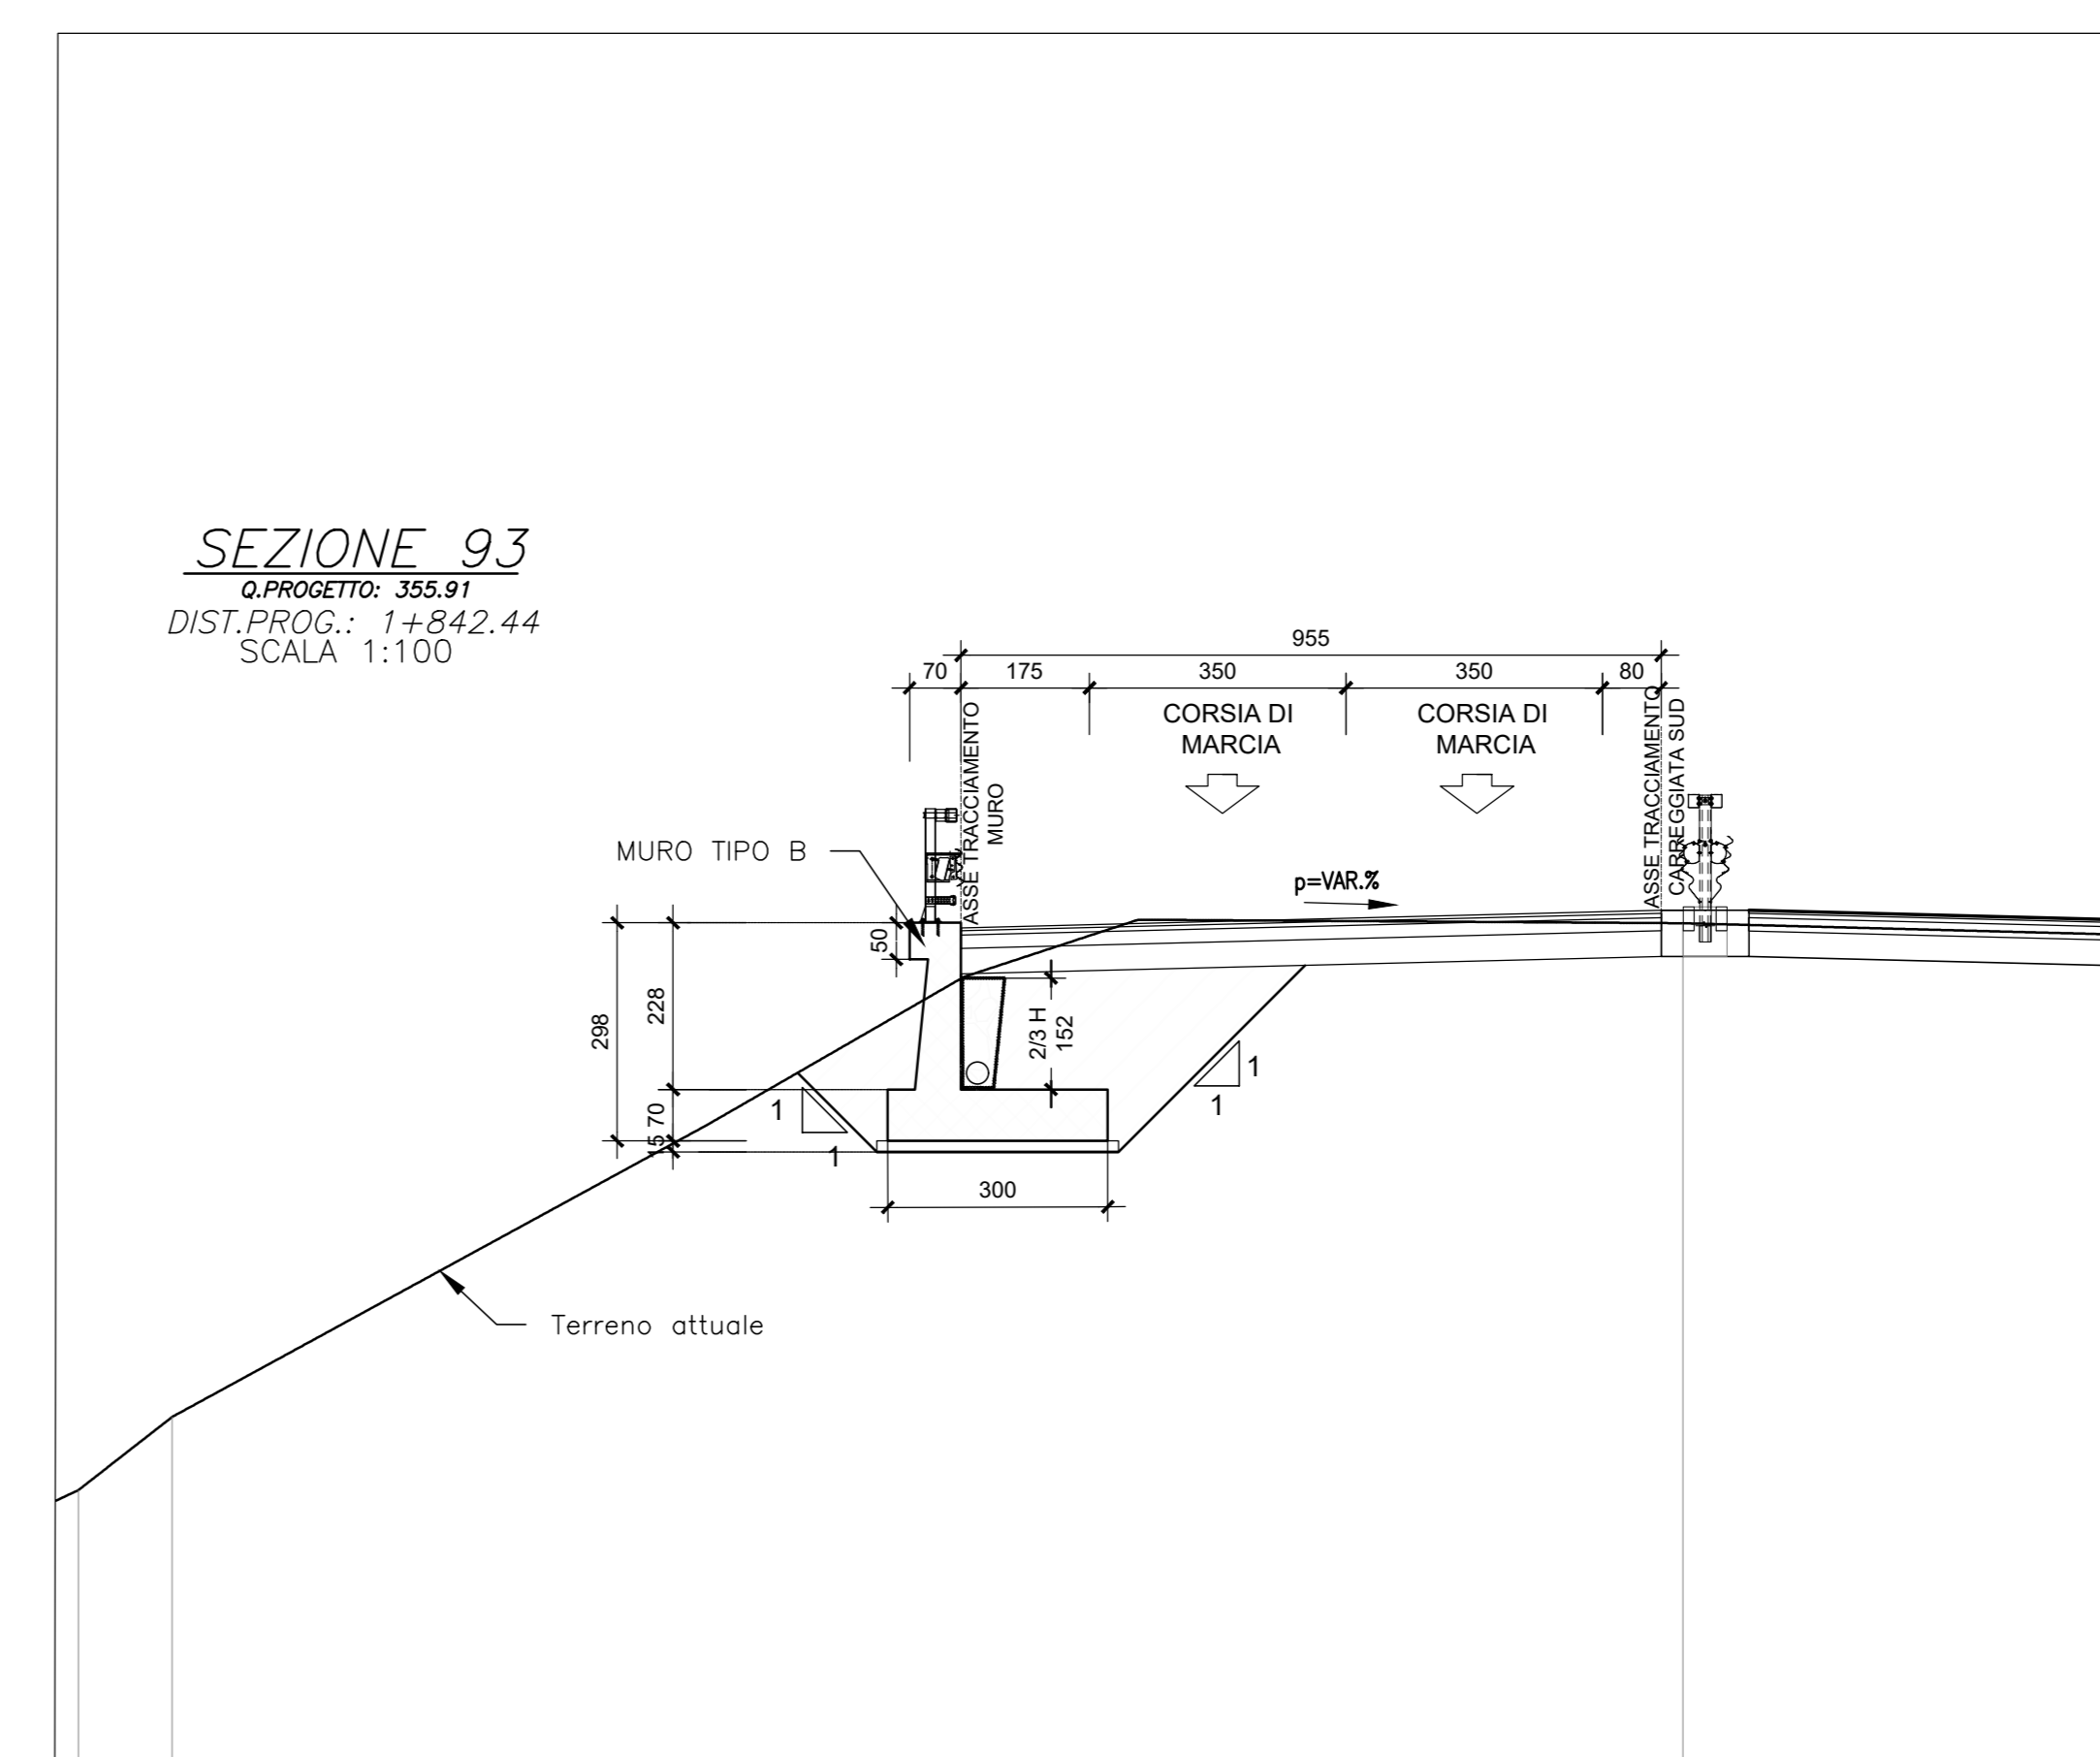 SEZIONE 93
Q.PROGETTO: 355.91
DIST.PROG.: 1+842.44
SCALA 1:100
955
70
175
350
350
80
CORSIA DI
MARCIA
CORSIA DI
MARCIA
ASSE TRACCIAMENTO
MURO
ASSE TRACCIAMENTO
CARREGGIATA SUD
MURO TIPO B
p=VAR.%
50
298
228
2/3 H
152
70
15
1
1
1
1
300
Terreno attuale